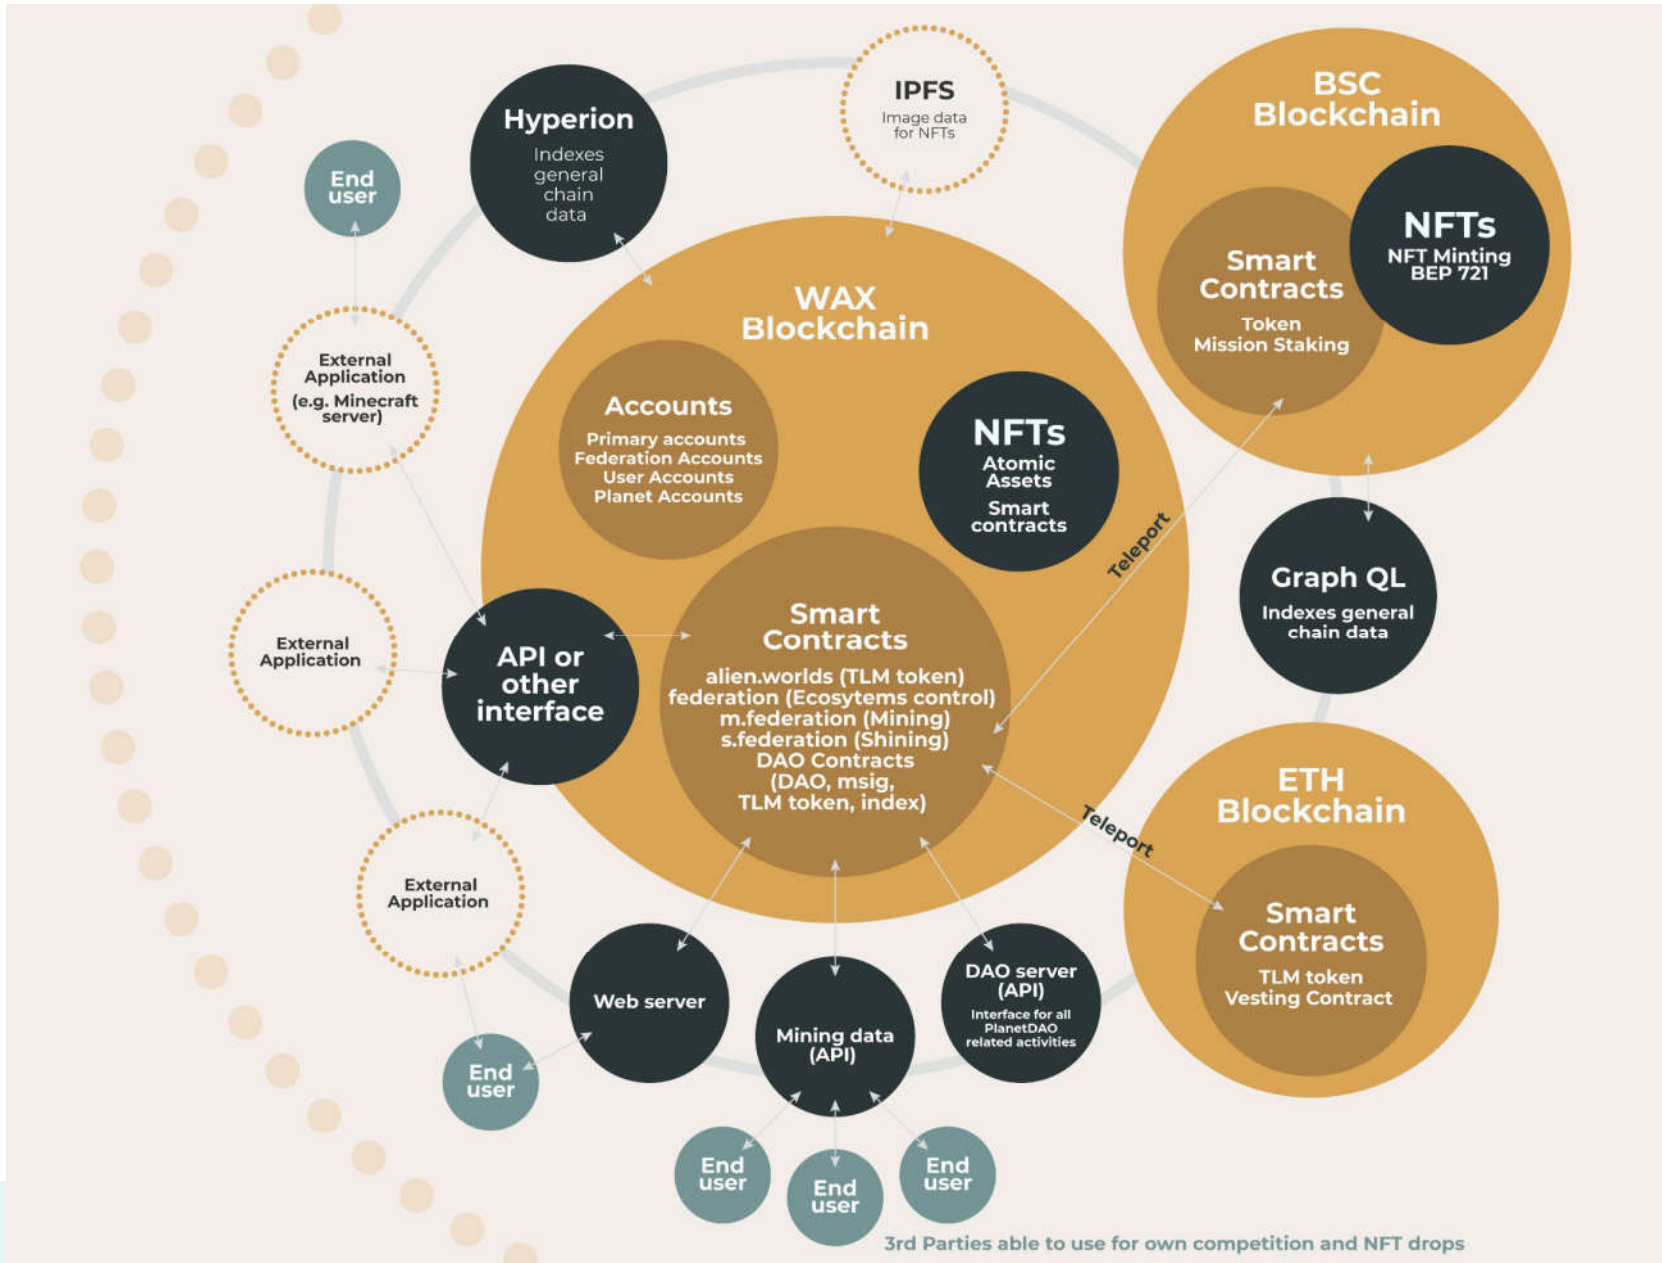 IPFS
Image data
for NFTs
BSC
Blockchain
Hyperion
Indexes
general
chain
data
End
user
NFTs
NFT Minting
BEP 721
Smart
Contracts
Token
Mission Staking
WAX
Blockchain
External
Application
(e.g. Minecraft
server)
Accounts
Primary accounts
Federation Accounts
User Accounts
Planet Accounts
NFTs
Atomic
Assets
Smart
contracts
Teleport
Graph QL
Indexes general
chain data
Smart
Contracts
alien.worlds (TLM token)
federation (Ecosytems control)
m.federation (Mining)
s.federation (Shining)
DAO Contracts
(DAO, msig,
TLM token, index)
External
Application
API or
other
interface
ETH
Blockchain
Teleport
External
Application
Smart
Contracts
TLM token
Vesting Contract
Web server
Mining data
(API)
DAO server
(API)
Interface for all
PlanetDAO
related activities
End
user
End
user
End
user
End
user
3rd Parties able to use for own competition and NFT drops